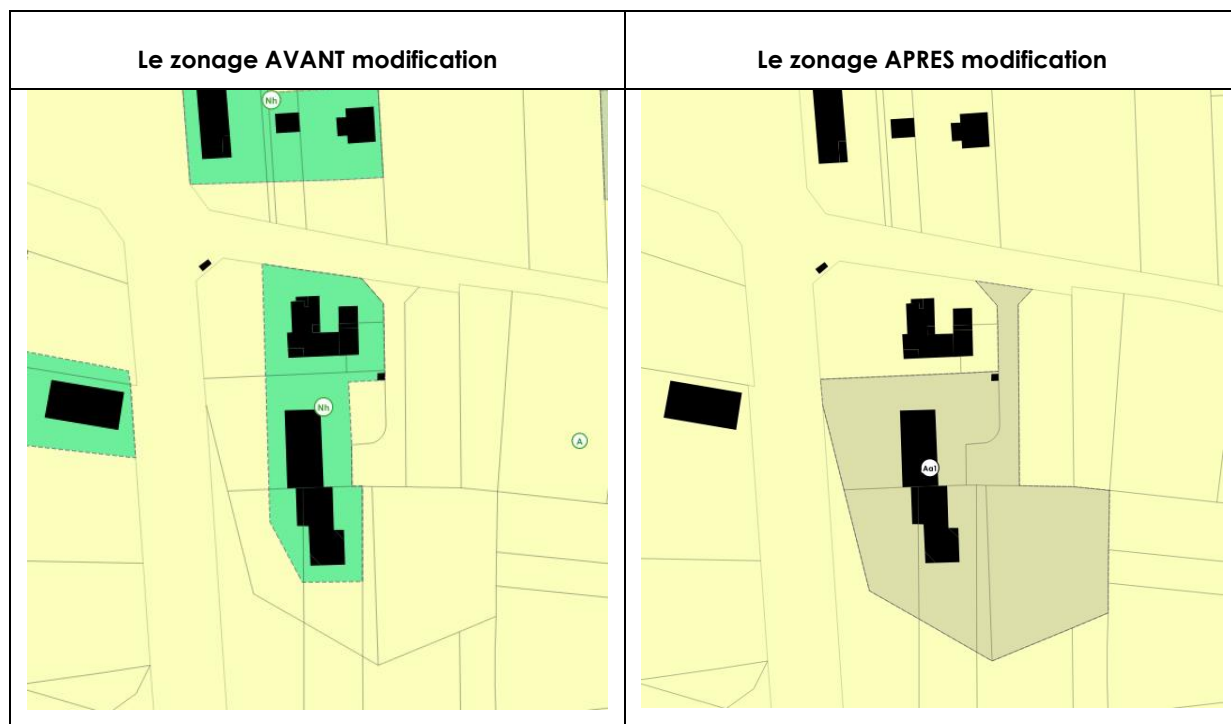 Le zonage AVANT modification
Le zonage APRES modification
Nh
Nh
A
Aa1